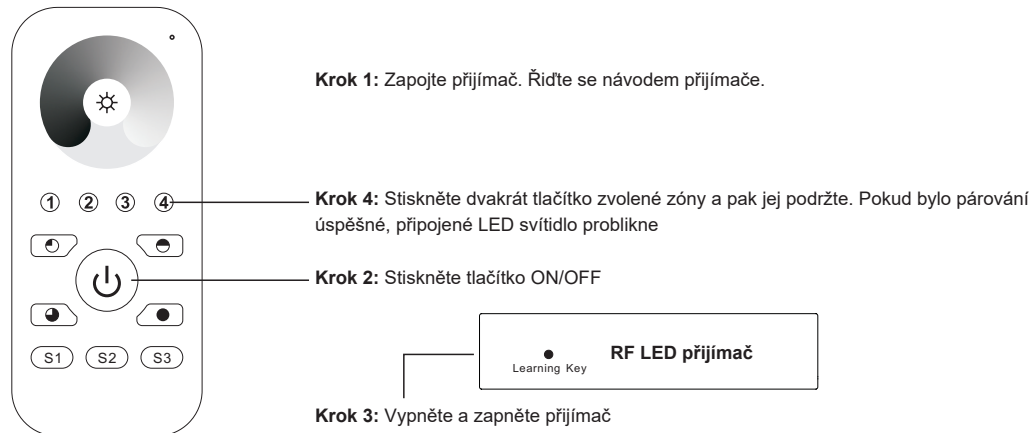 Krok 1: Zapojte přijímač. Řiďte se návodem přijímače.
1 2 3 4
Krok 4: Stiskněte dvakrát tlačítko zvolené zóny a pak jej podržte. Pokud bylo párování
úspěšné, připojené LED svítidlo problikne
Krok 2: Stiskněte tlačítko ON/OFF
S1 S2 S3
RF LED přijímač
Learning Key
Krok 3: Vypněte a zapněte přijímač